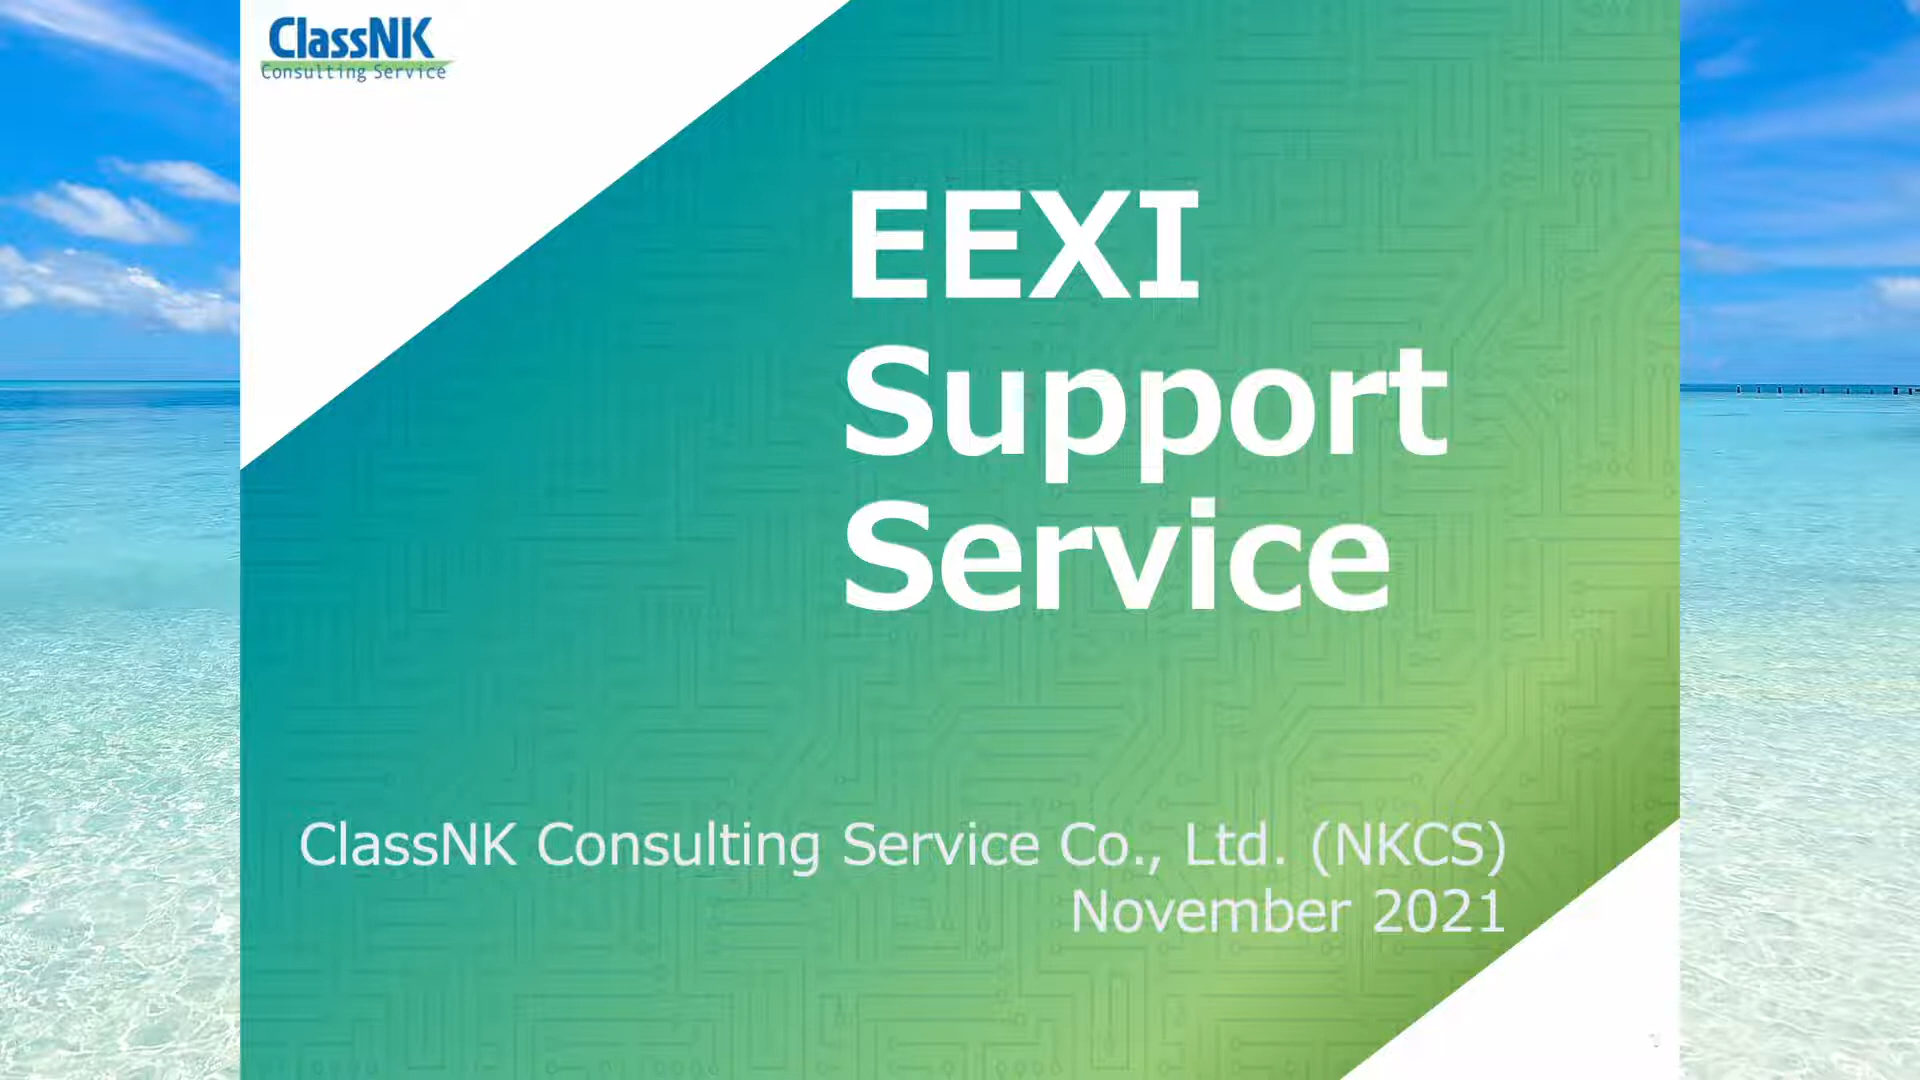 ClassNK
Consulting Service
EEXI
Support
Service
ClassNK Consulting Service Co., Ltd. (NKCS)
November 2021